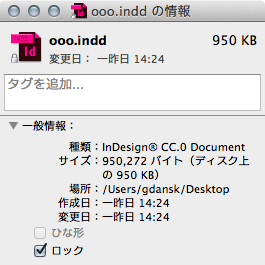 ooo.indd の情報
INDD
Id
ooo.indd 950 KB
変更日： 一昨日 14:24
タグを追加...
▼ 一般情報：
種類：InDesign® CC.0 Document
サイズ：950,272 バイト（ディスク上
の 950 KB）
場所：/Users/gdansk/Desktop
作成日：一昨日 14:24
変更日：一昨日 14:24
ひな形
ロック